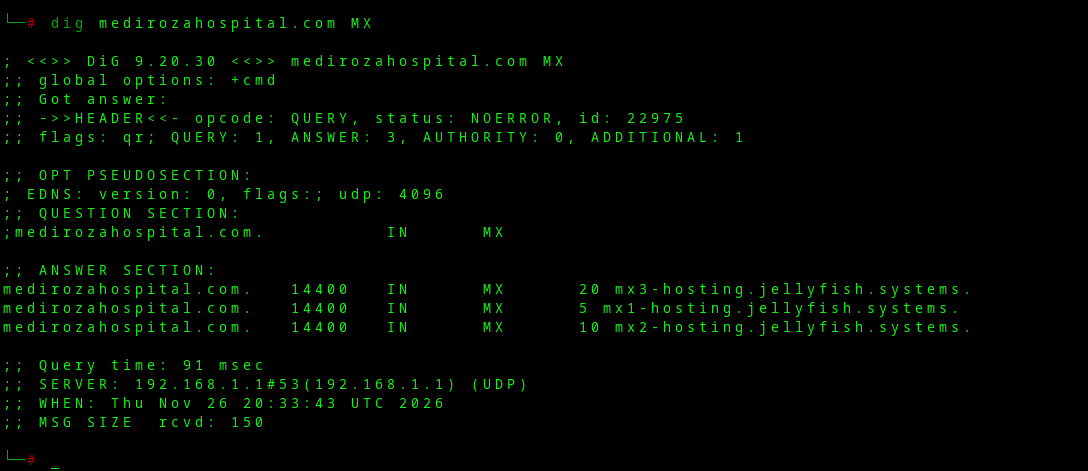 └─# dig medirozahospital.com MX
; <<>> DiG 9.20.30 <<>> medirozahospital.com MX
;; global options: +cmd
;; Got answer:
;; ->>HEADER<<- opcode: QUERY, status: NOERROR, id: 22975
;; flags: qr; QUERY: 1, ANSWER: 3, AUTHORITY: 0, ADDITIONAL: 1
;; OPT PSEUDOSECTION:
; EDNS: version: 0, flags:; udp: 4096
;; QUESTION SECTION:
;medirozahospital.com. IN MX
;; ANSWER SECTION:
medirozahospital.com. 14400 IN MX 20 mx3-hosting.jellyfish.systems.
medirozahospital.com. 14400 IN MX 5 mx1-hosting.jellyfish.systems.
medirozahospital.com. 14400 IN MX 10 mx2-hosting.jellyfish.systems.
;; Query time: 91 msec
;; SERVER: 192.168.1.1#53(192.168.1.1) (UDP)
;; WHEN: Thu Nov 26 20:33:43 UTC 2026
;; MSG SIZE  rcvd: 150
└─# _